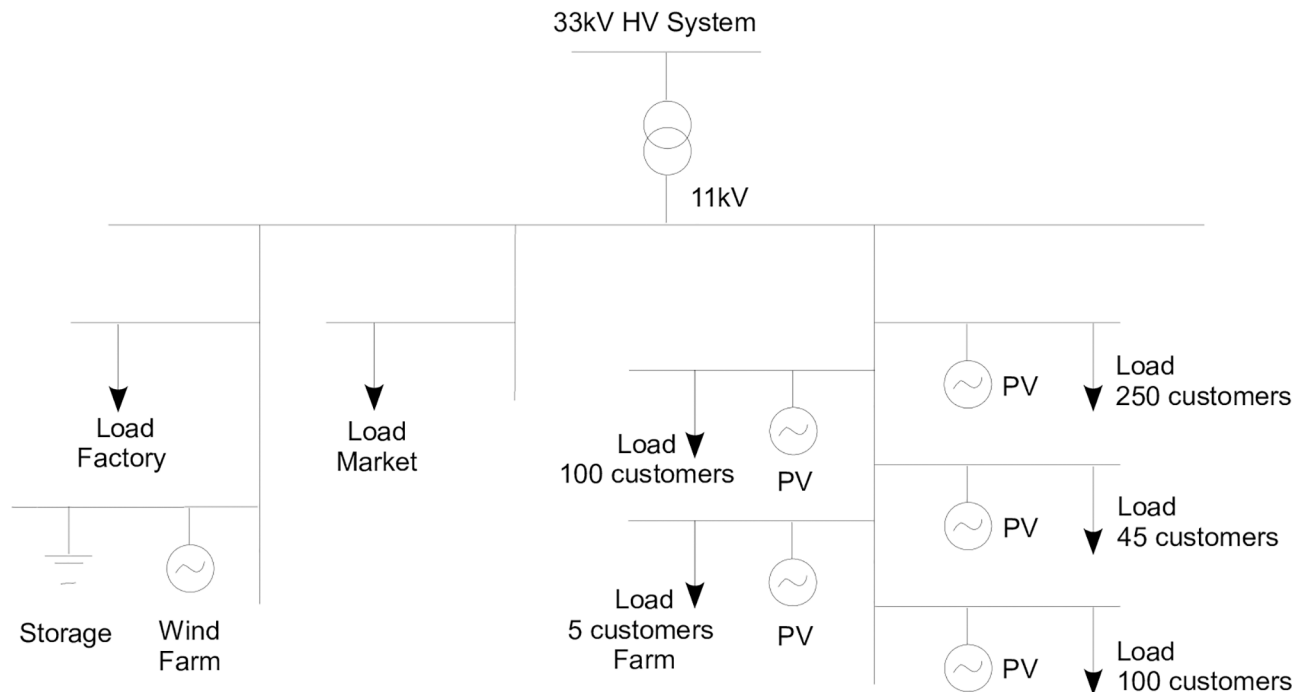 33kV HV System
11kV
Load
Factory
Load
Market
Load
100 customers
PV
PV
Load
250 customers
PV
Load
45 customers
Storage
Wind
Farm
Load
5 customers
Farm
PV
PV
Load
100 customers